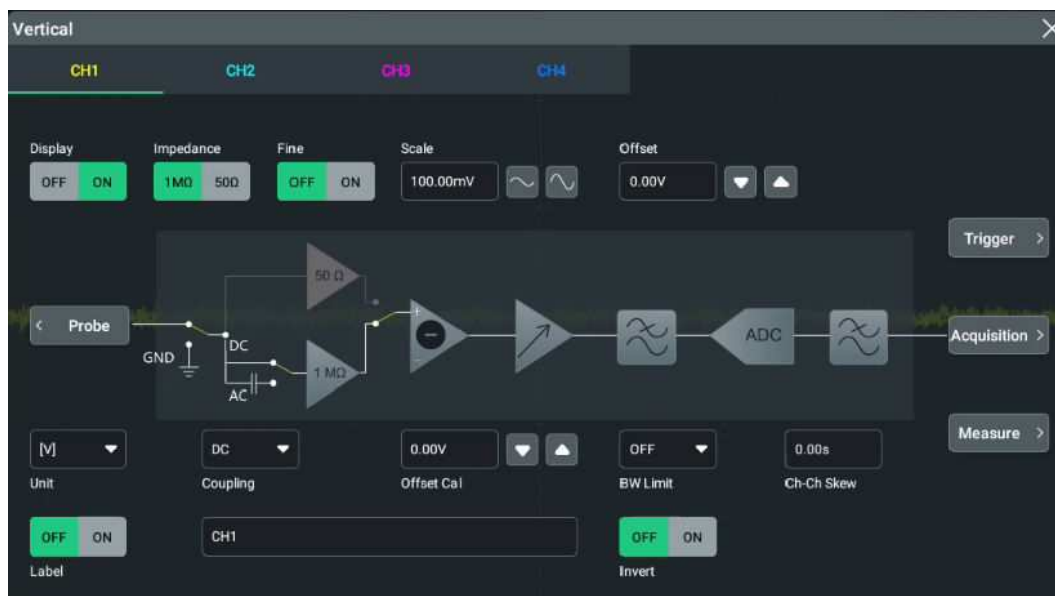 Vertical
CH1 CH2 CH3 CH4
Display Impedance Fine Scale Offset
OFF ON 1MΩ 50Ω OFF ON 100.00mV 0.00V
Trigger >
50 Ω
< Probe GND DC 1 MΩ AC + - ADC Acquisition >
Measure >
[V] DC 0.00V OFF 0.00s
Unit Coupling Offset Cal BW Limit Ch-Ch Skew
OFF ON CH1 OFF ON
Label Invert